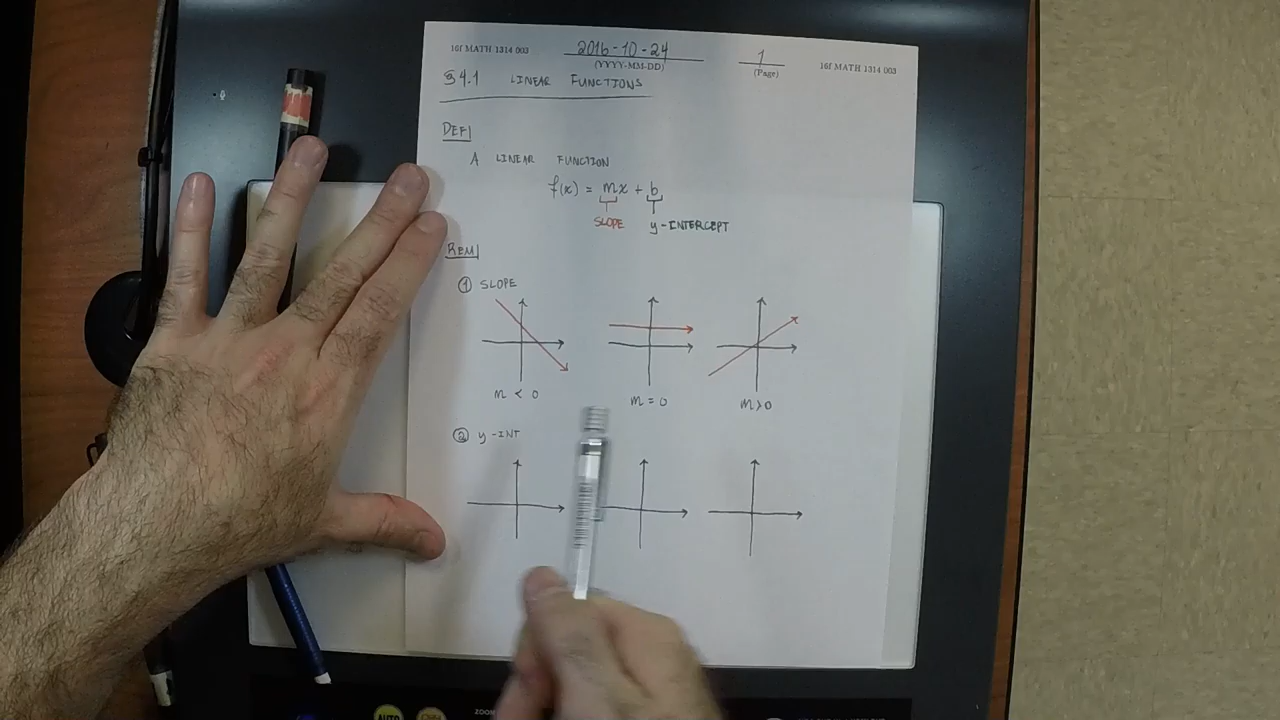 16f MATH 1314 003 2016-10-24 1 16f MATH 1314 003
(YYYY-MM-DD) (Page)
§4.1 LINEAR FUNCTIONS
DEF
A LINEAR FUNCTION
f(x) = mx + b
SLOPE y-INTERCEPT
REM
① SLOPE
m < 0 m = 0 m > 0
② y-INT
ZOOM